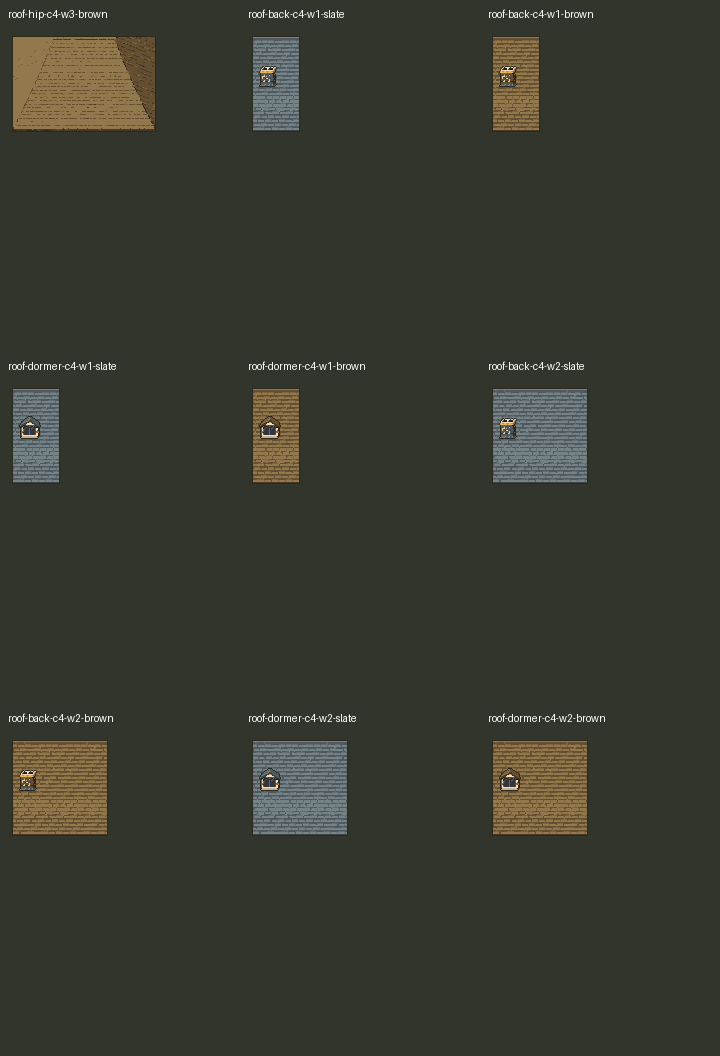 roof-hip-c4-w3-brown
roof-back-c4-w1-slate
roof-back-c4-w1-brown
roof-dormer-c4-w1-slate
roof-dormer-c4-w1-brown
roof-back-c4-w2-slate
roof-back-c4-w2-brown
roof-dormer-c4-w2-slate
roof-dormer-c4-w2-brown